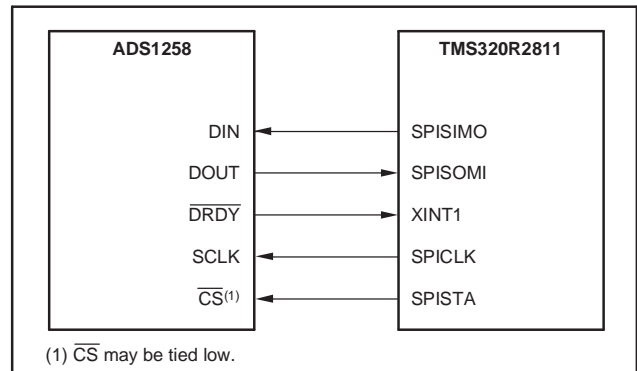 ADS1258 TMS320R2811
DIN SPISIMO
DOUT SPISOMI
DRDY XINT1
SCLK SPICLK
CS(1) SPISTA
(1) CS may be tied low.